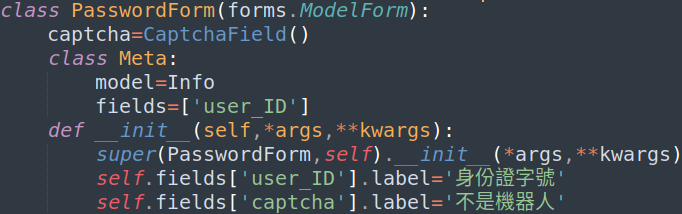 class PasswordForm(forms.ModelForm):
    captcha=CaptchaField()
    class Meta:
        model=Info
        fields=['user_ID']
    def __init__(self,*args,**kwargs):
        super(PasswordForm,self).__init__(*args,**kwargs)
        self.fields['user_ID'].label='身份證字號'
        self.fields['captcha'].label='不是機器人'